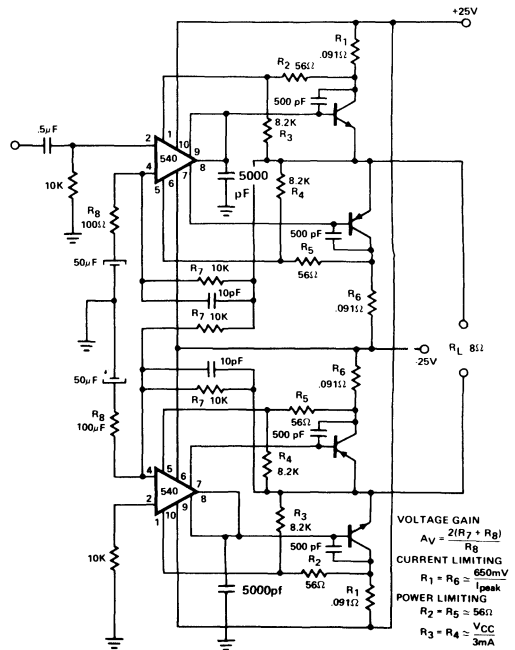 +25V
R1
.091Ω
R2 56Ω
500 pF
8.2K
R3
.5μF
2
1
10
9
540
8
4
7
5
6
5000
pF
10K
R8
100Ω
8.2K
R4
500 pF
R5
56Ω
50μF
R7 10K
10pF
R7 10K
R6
.091Ω
RL 8Ω
-25V
10pF
R7 10K
50μF
R8
100μF
R6
.091Ω
R5
56Ω
500 pF
R4
8.2K
4
5
6
7
540
8
2
9
1
10
R3
8.2K
500 pF
R2
56Ω
10K
5000pf
R1
.091Ω
VOLTAGE GAIN
AV = 2(R7 + R8) / R8
CURRENT LIMITING
R1 = R6 ≃ 650mV / Ipeak
POWER LIMITING
R2 = R5 ≃ 56Ω
R3 = R4 ≃ VCC / 3mA